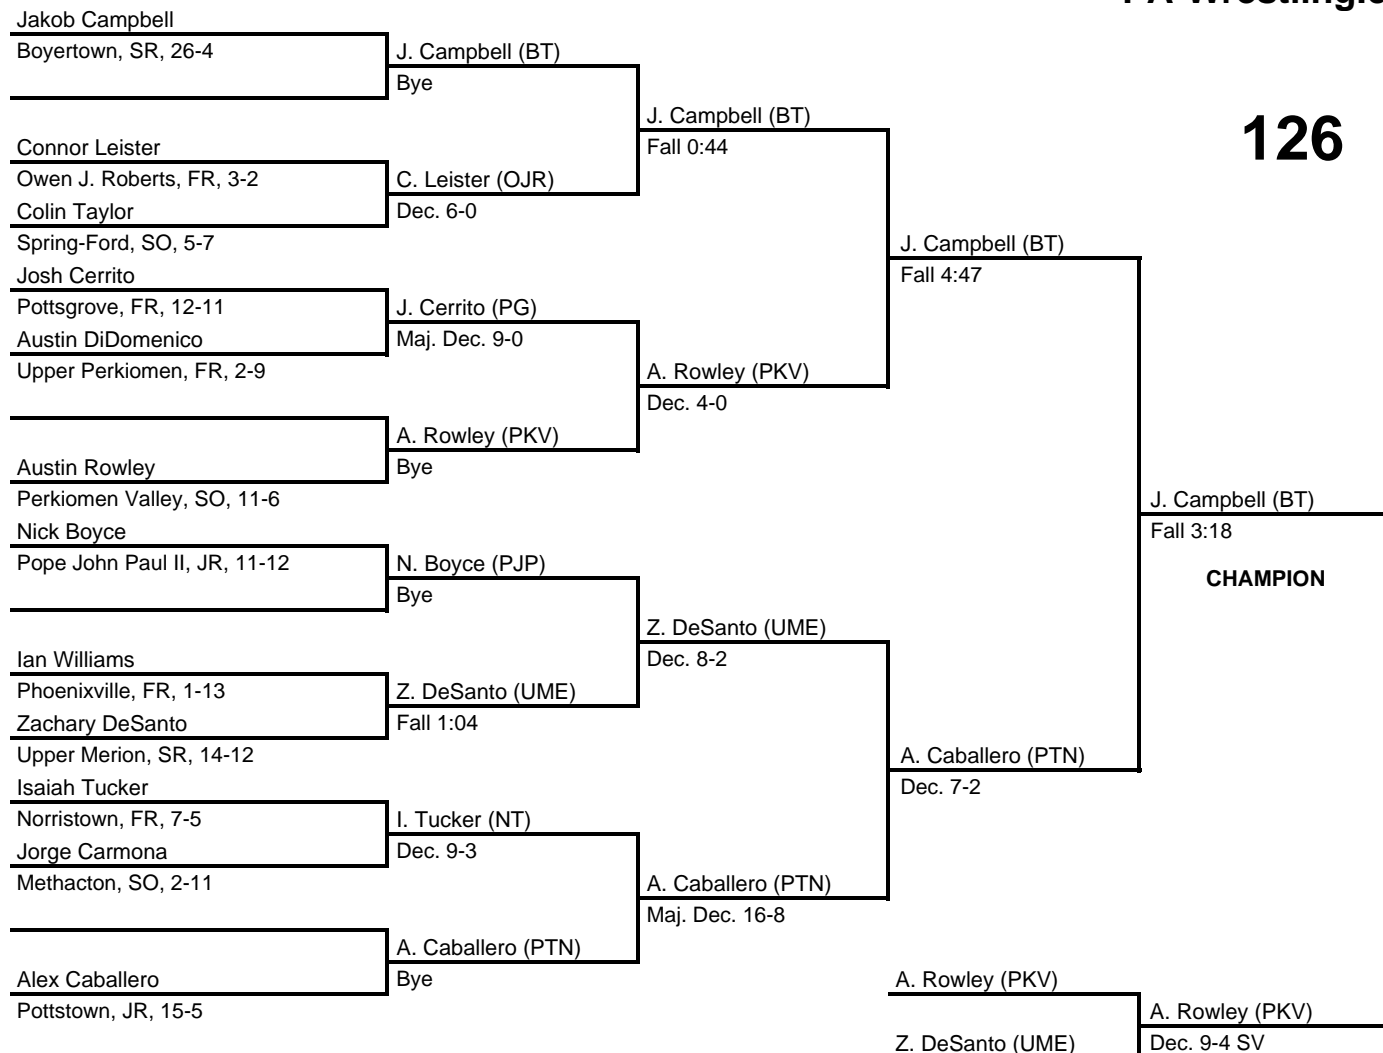 Jakob Campbell
Boyertown, SR, 26-4
J. Campbell (BT)
Bye
J. Campbell (BT)
Fall 0:44
126
Connor Leister
Owen J. Roberts, FR, 3-2
C. Leister (OJR)
Colin Taylor
Dec. 6-0
Spring-Ford, SO, 5-7
J. Campbell (BT)
Josh Cerrito
Fall 4:47
Pottsgrove, FR, 12-11
J. Cerrito (PG)
Austin DiDomenico
Maj. Dec. 9-0
Upper Perkiomen, FR, 2-9
A. Rowley (PKV)
Dec. 4-0
A. Rowley (PKV)
Austin Rowley
Bye
Perkiomen Valley, SO, 11-6
J. Campbell (BT)
Nick Boyce
Fall 3:18
Pope John Paul II, JR, 11-12
N. Boyce (PJP)
CHAMPION
Bye
Z. DeSanto (UME)
Ian Williams
Dec. 8-2
Phoenixville, FR, 1-13
Z. DeSanto (UME)
Zachary DeSanto
Fall 1:04
Upper Merion, SR, 14-12
A. Caballero (PTN)
Isaiah Tucker
Dec. 7-2
Norristown, FR, 7-5
I. Tucker (NT)
Jorge Carmona
Dec. 9-3
Methacton, SO, 2-11
A. Caballero (PTN)
Maj. Dec. 16-8
A. Caballero (PTN)
Alex Caballero
Bye
A. Rowley (PKV)
Pottstown, JR, 15-5
A. Rowley (PKV)
Z. DeSanto (UME)
Dec. 9-4 SV